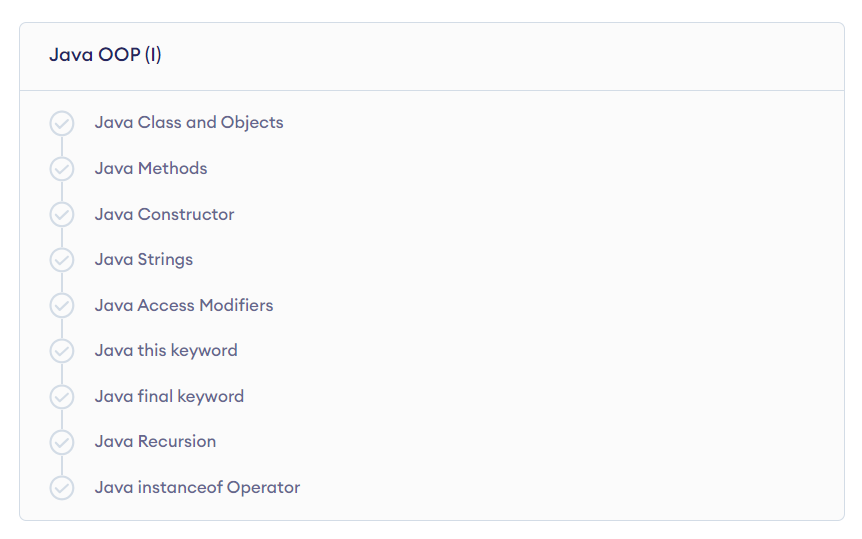 Java OOP (I)
Java Class and Objects
Java Methods
Java Constructor
Java Strings
Java Access Modifiers
Java this keyword
Java final keyword
Java Recursion
Java instanceof Operator